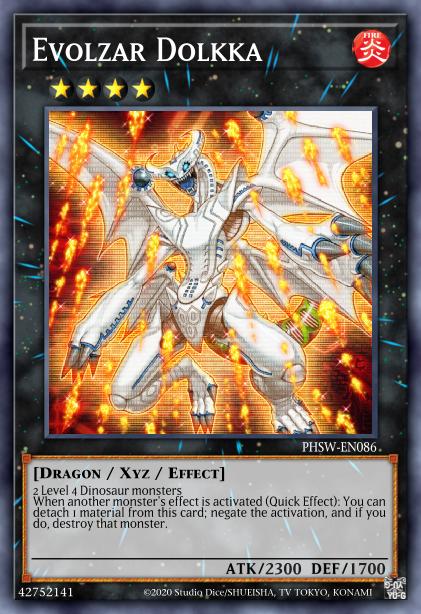 Evolzar Dolkka
FIRE
炎
PHSW-EN086
[Dragon / Xyz / Effect]
2 Level 4 Dinosaur monsters
When another monster's effect is activated (Quick Effect): You can
detach 1 material from this card; negate the activation, and if you
do, destroy that monster.
ATK/2300 DEF/1700
42752141
©2020 Studio Dice/SHUEISHA, TV TOKYO, KONAMI